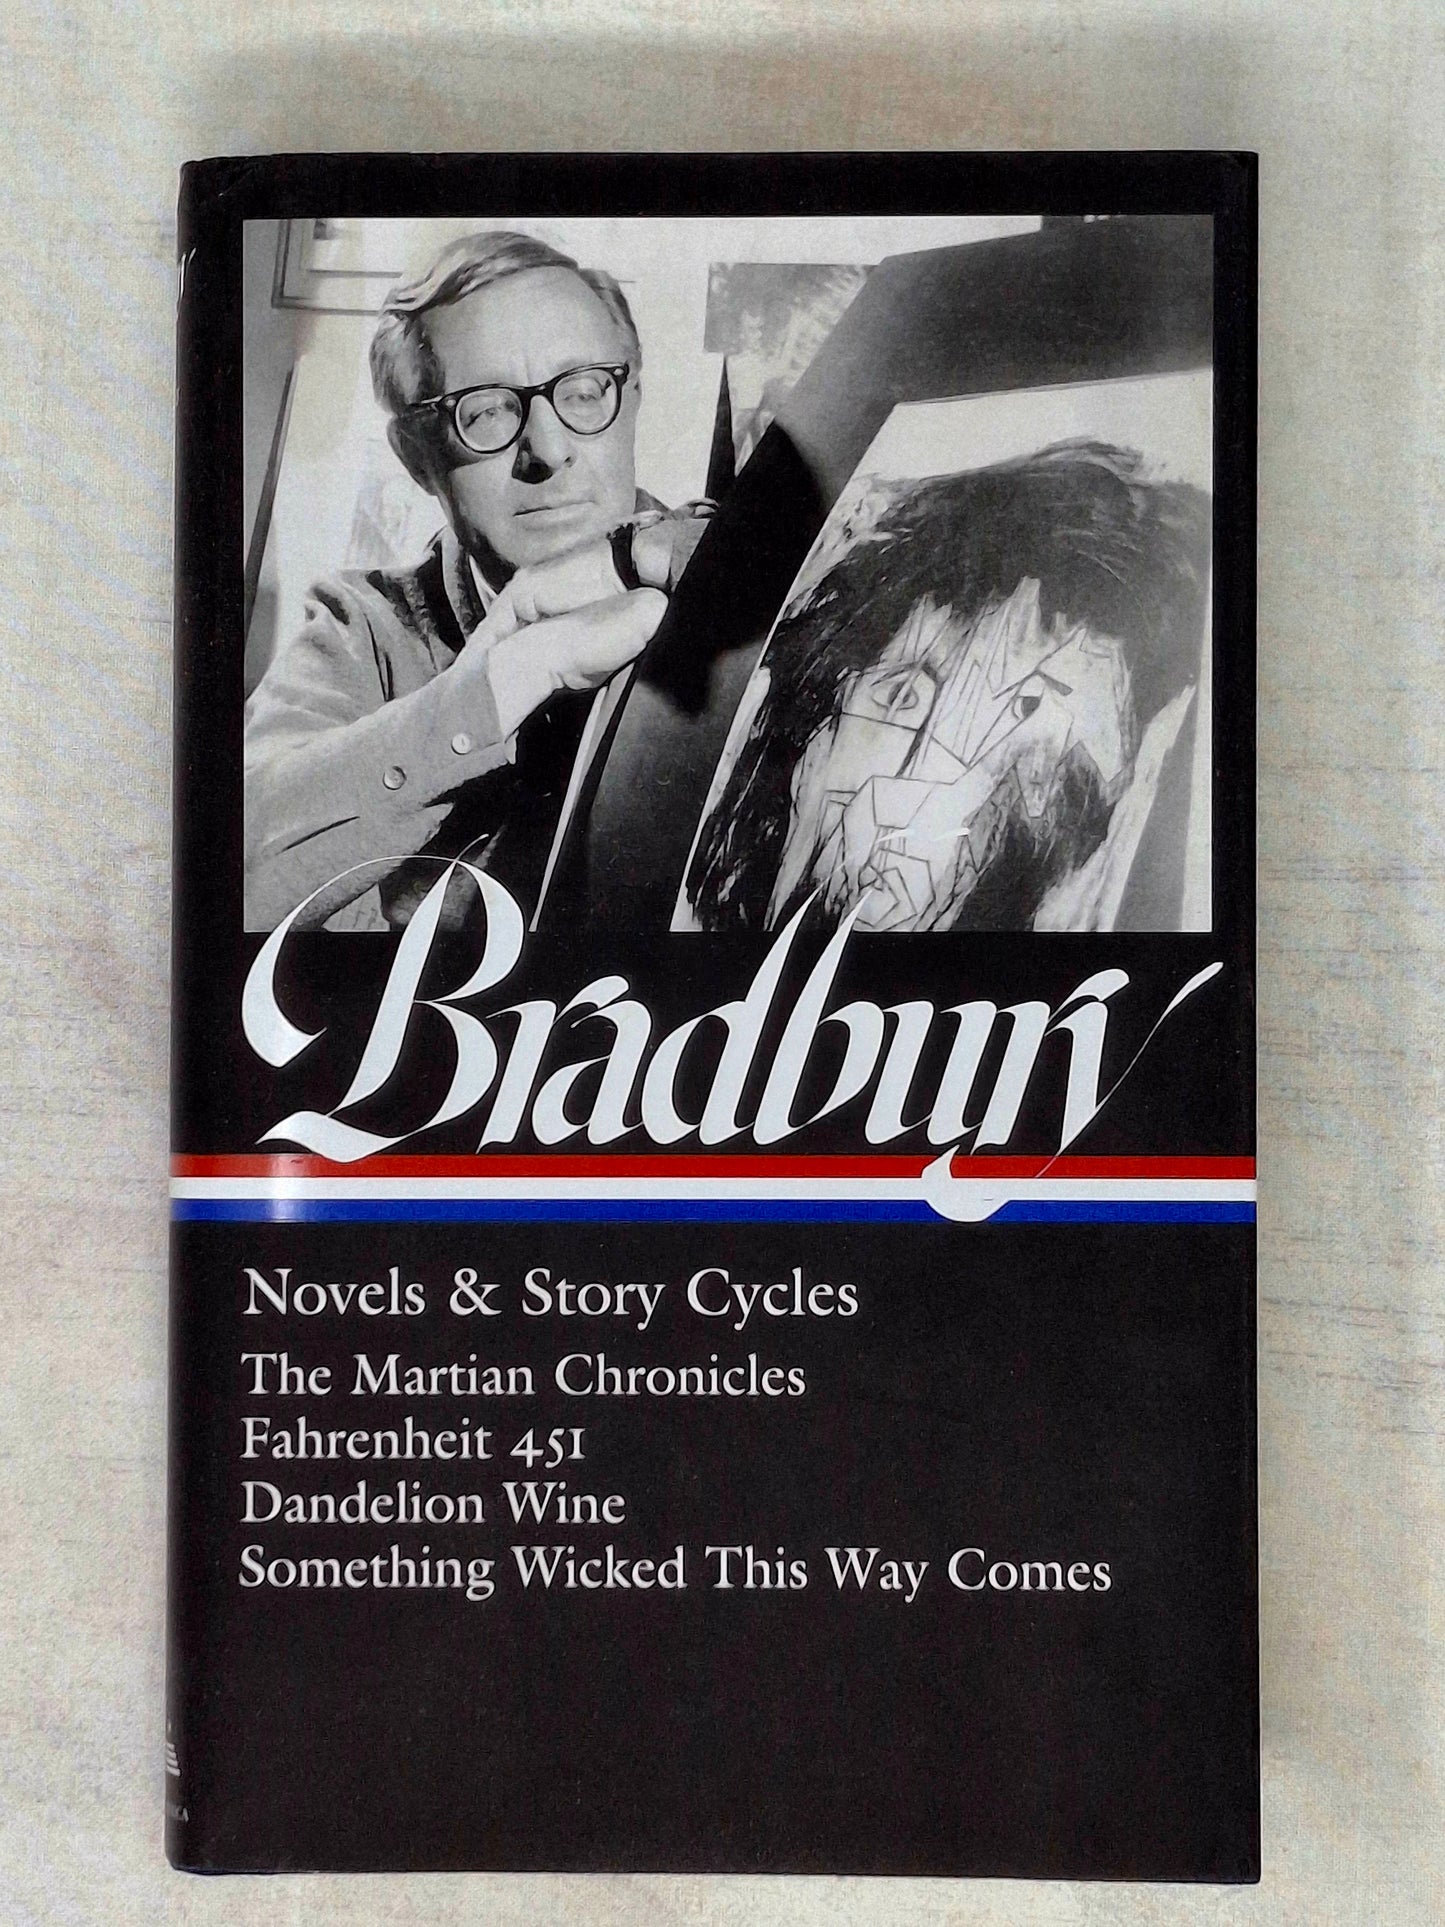 Bradbury
Novels & Story Cycles
The Martian Chronicles
Fahrenheit 451
Dandelion Wine
Something Wicked This Way Comes